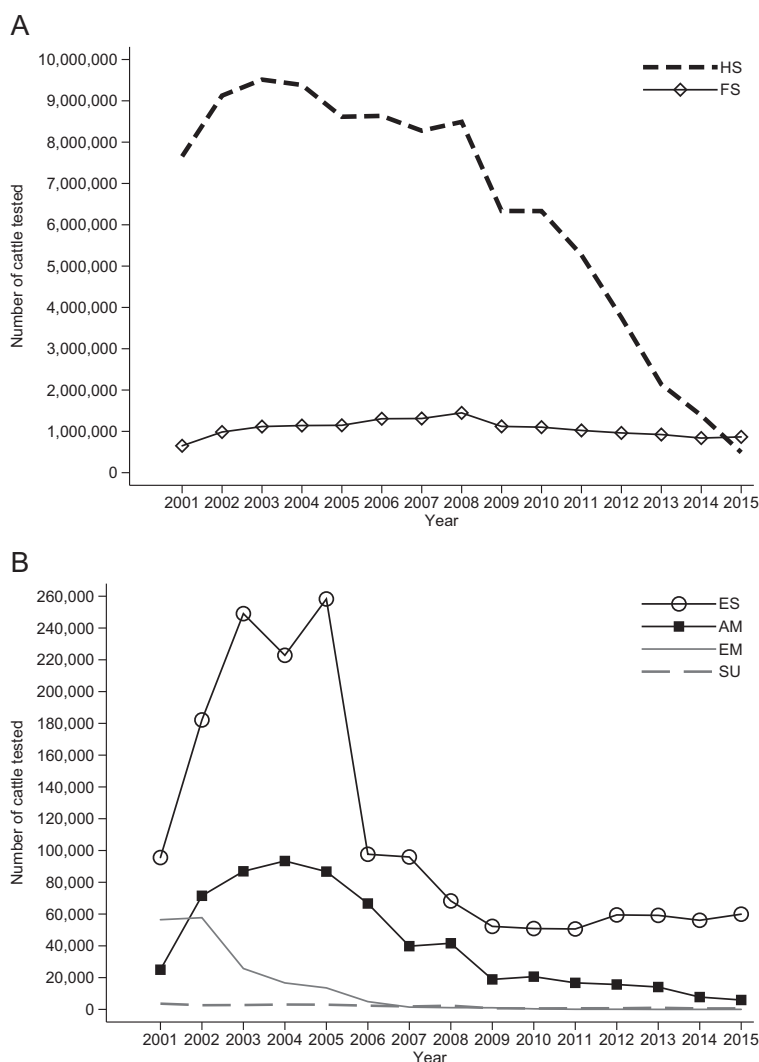 A
10,000,000
9,000,000
8,000,000
7,000,000
6,000,000
5,000,000
4,000,000
3,000,000
2,000,000
1,000,000
0
Number of cattle tested
HS
FS
2001 2002 2003 2004 2005 2006 2007 2008 2009 2010 2011 2012 2013 2014 2015
Year
B
260,000
240,000
220,000
200,000
180,000
160,000
140,000
120,000
100,000
80,000
60,000
40,000
20,000
0
Number of cattle tested
ES
AM
EM
SU
2001 2002 2003 2004 2005 2006 2007 2008 2009 2010 2011 2012 2013 2014 2015
Year